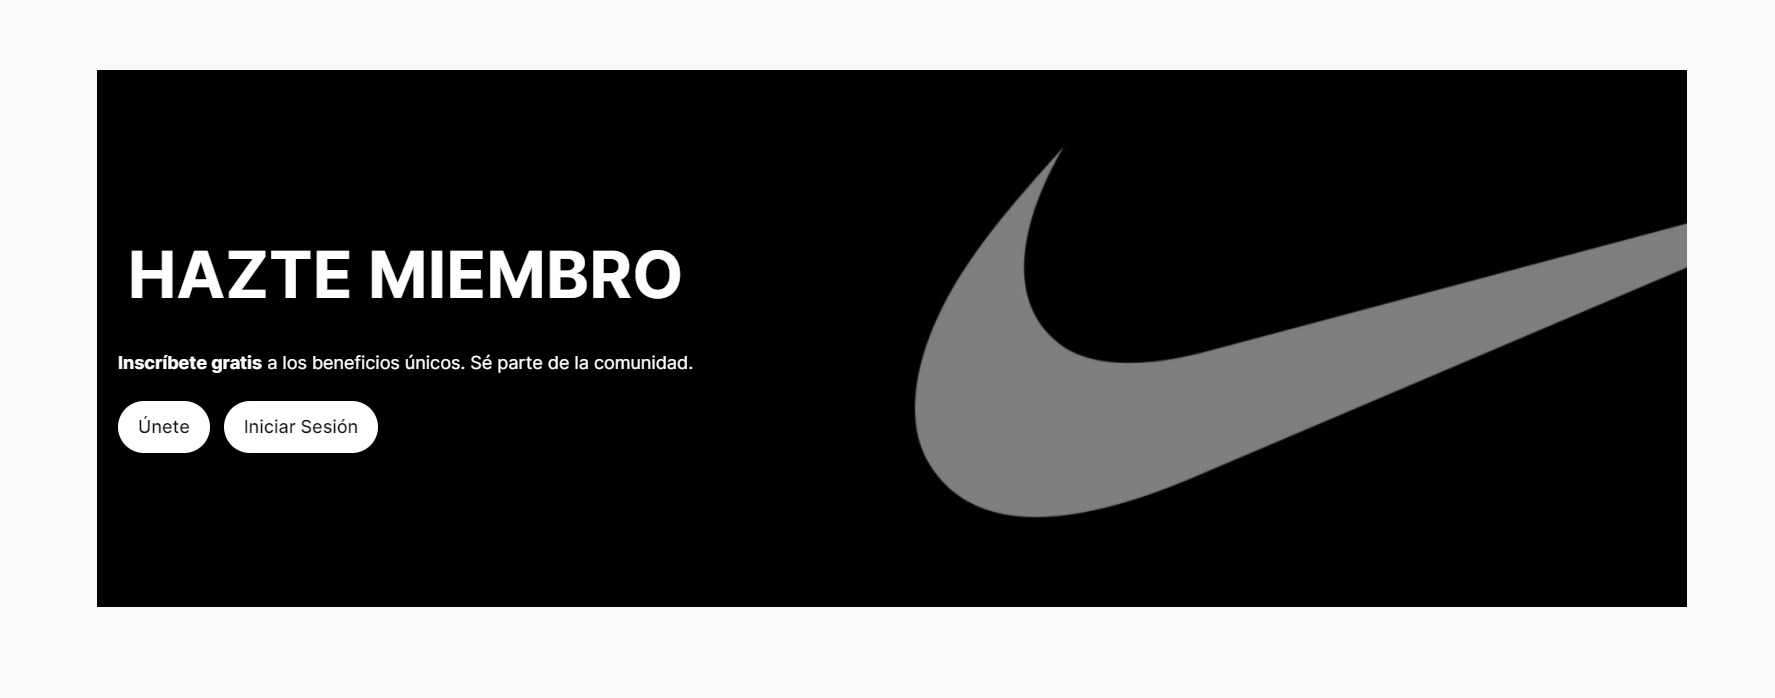 HAZTE MIEMBRO
Inscríbete gratis a los beneficios únicos. Sé parte de la comunidad.
Únete
Iniciar Sesión